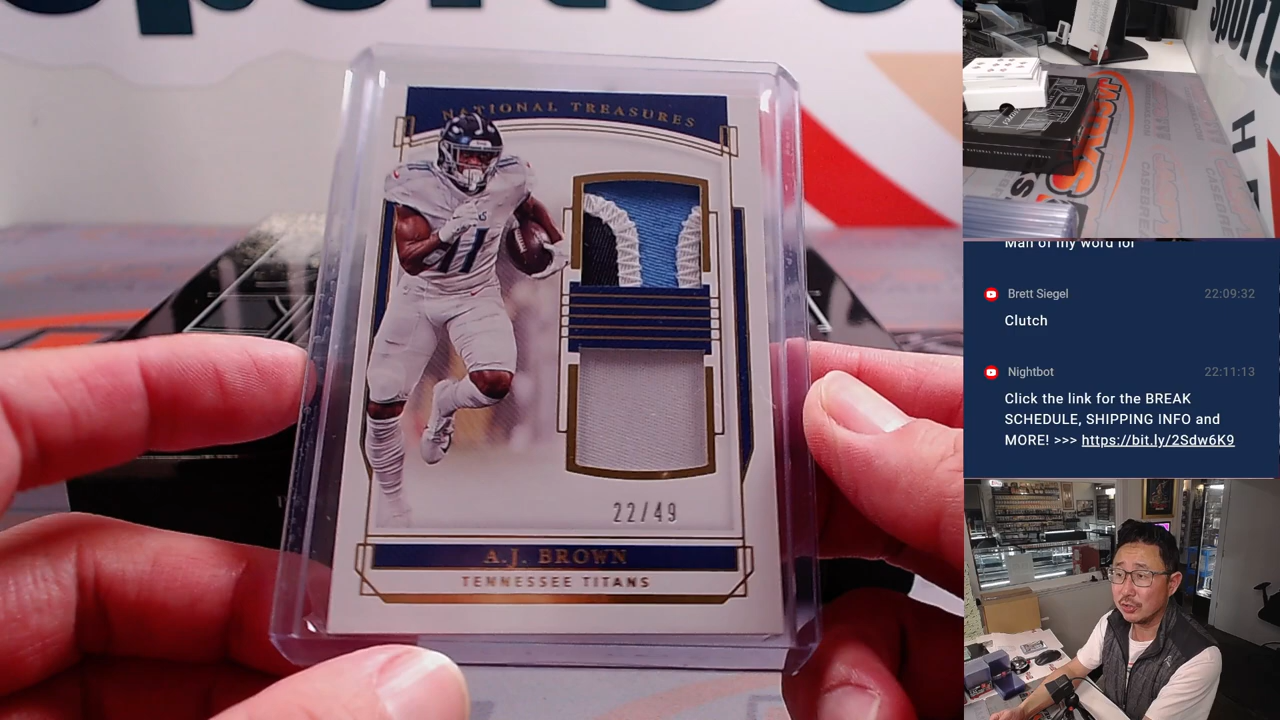 NATIONAL TREASURES
11
22/49
A.J. BROWN
TENNESSEE TITANS
Man of my word lol
Brett Siegel 22:09:32
Clutch
Nightbot 22:11:13
Click the link for the BREAK
SCHEDULE, SHIPPING INFO and
MORE! >>> https://bit.ly/2Sdw6K9